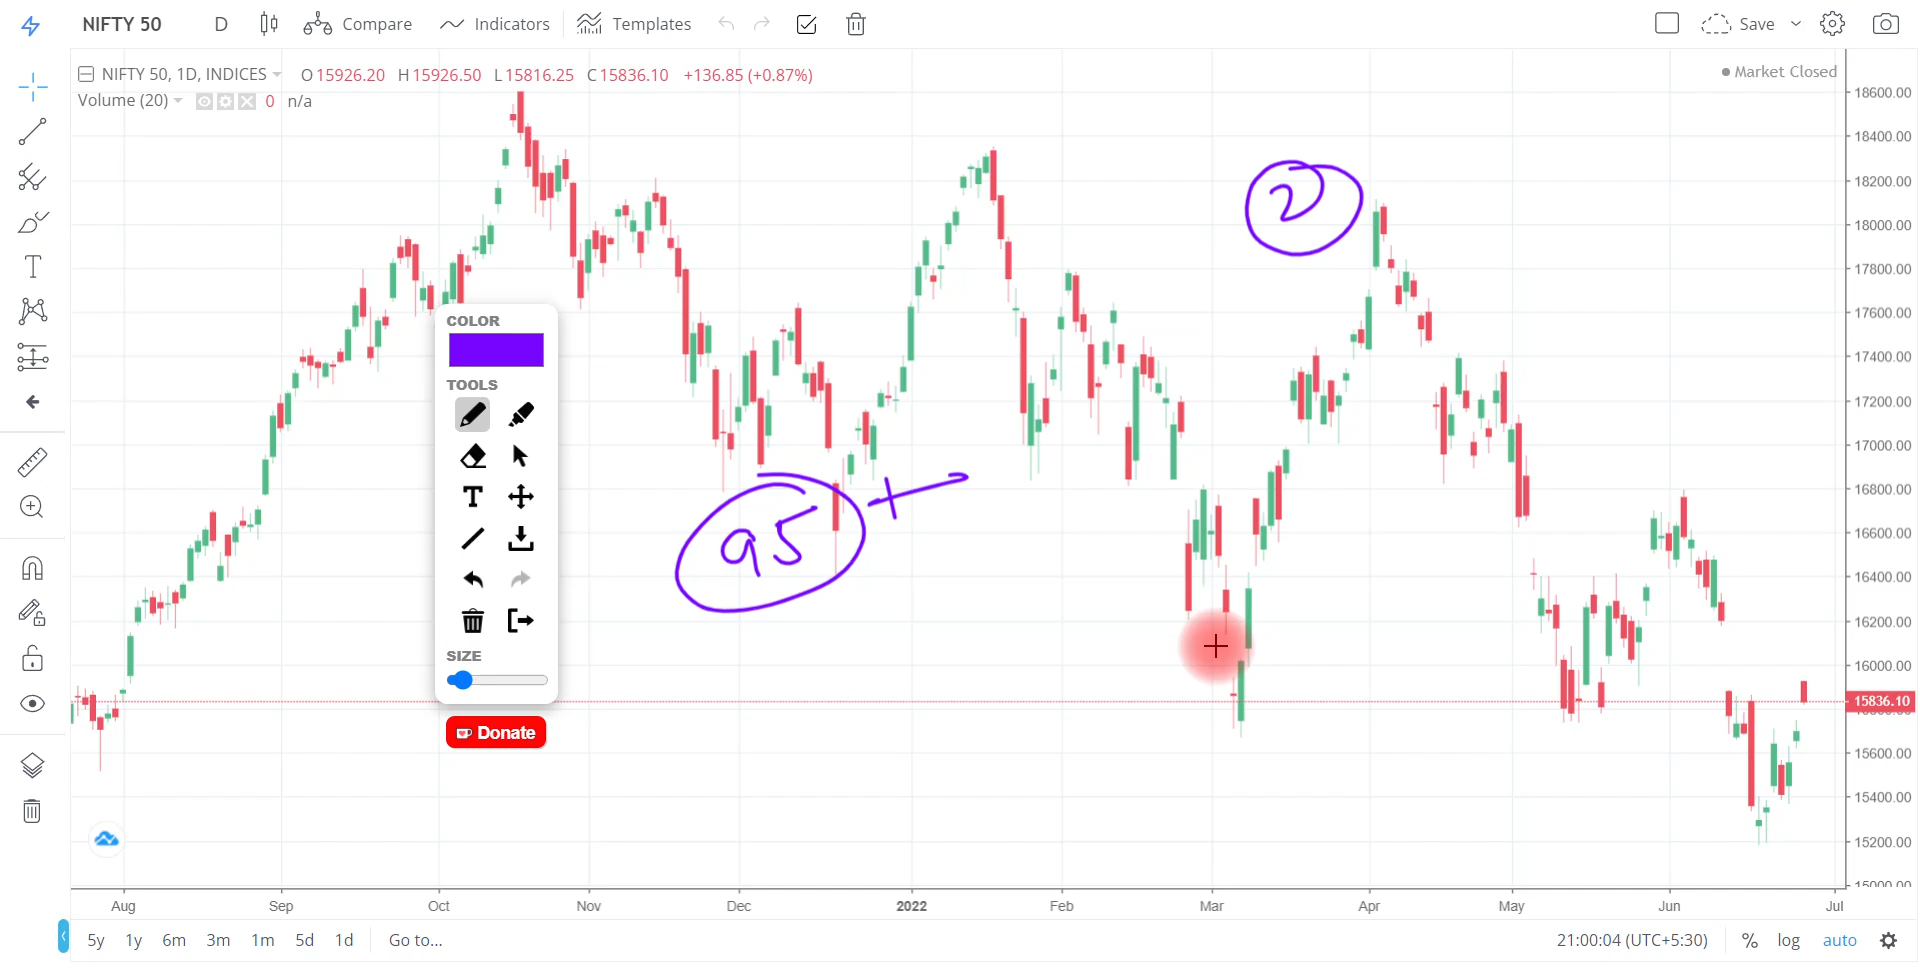 NIFTY 50 D Compare Indicators Templates Save
NIFTY 50, 1D, INDICES O 15926.20 H 15926.50 L 15816.25 C 15836.10 +136.85 (+0.87%)
Market Closed
Volume (20) 0 n/a
18600.00
18400.00
18200.00
18000.00
17800.00
17600.00
17400.00
17200.00
17000.00
16800.00
16600.00
16400.00
16200.00
16000.00
15836.10
15600.00
15400.00
15200.00
15000.00
2
COLOR
TOOLS
T
SIZE
Donate
95 +
Aug Sep Oct Nov Dec 2022 Feb Mar Apr May Jun Jul
5y 1y 6m 3m 1m 5d 1d Go to... 21:00:04 (UTC+5:30) % log auto